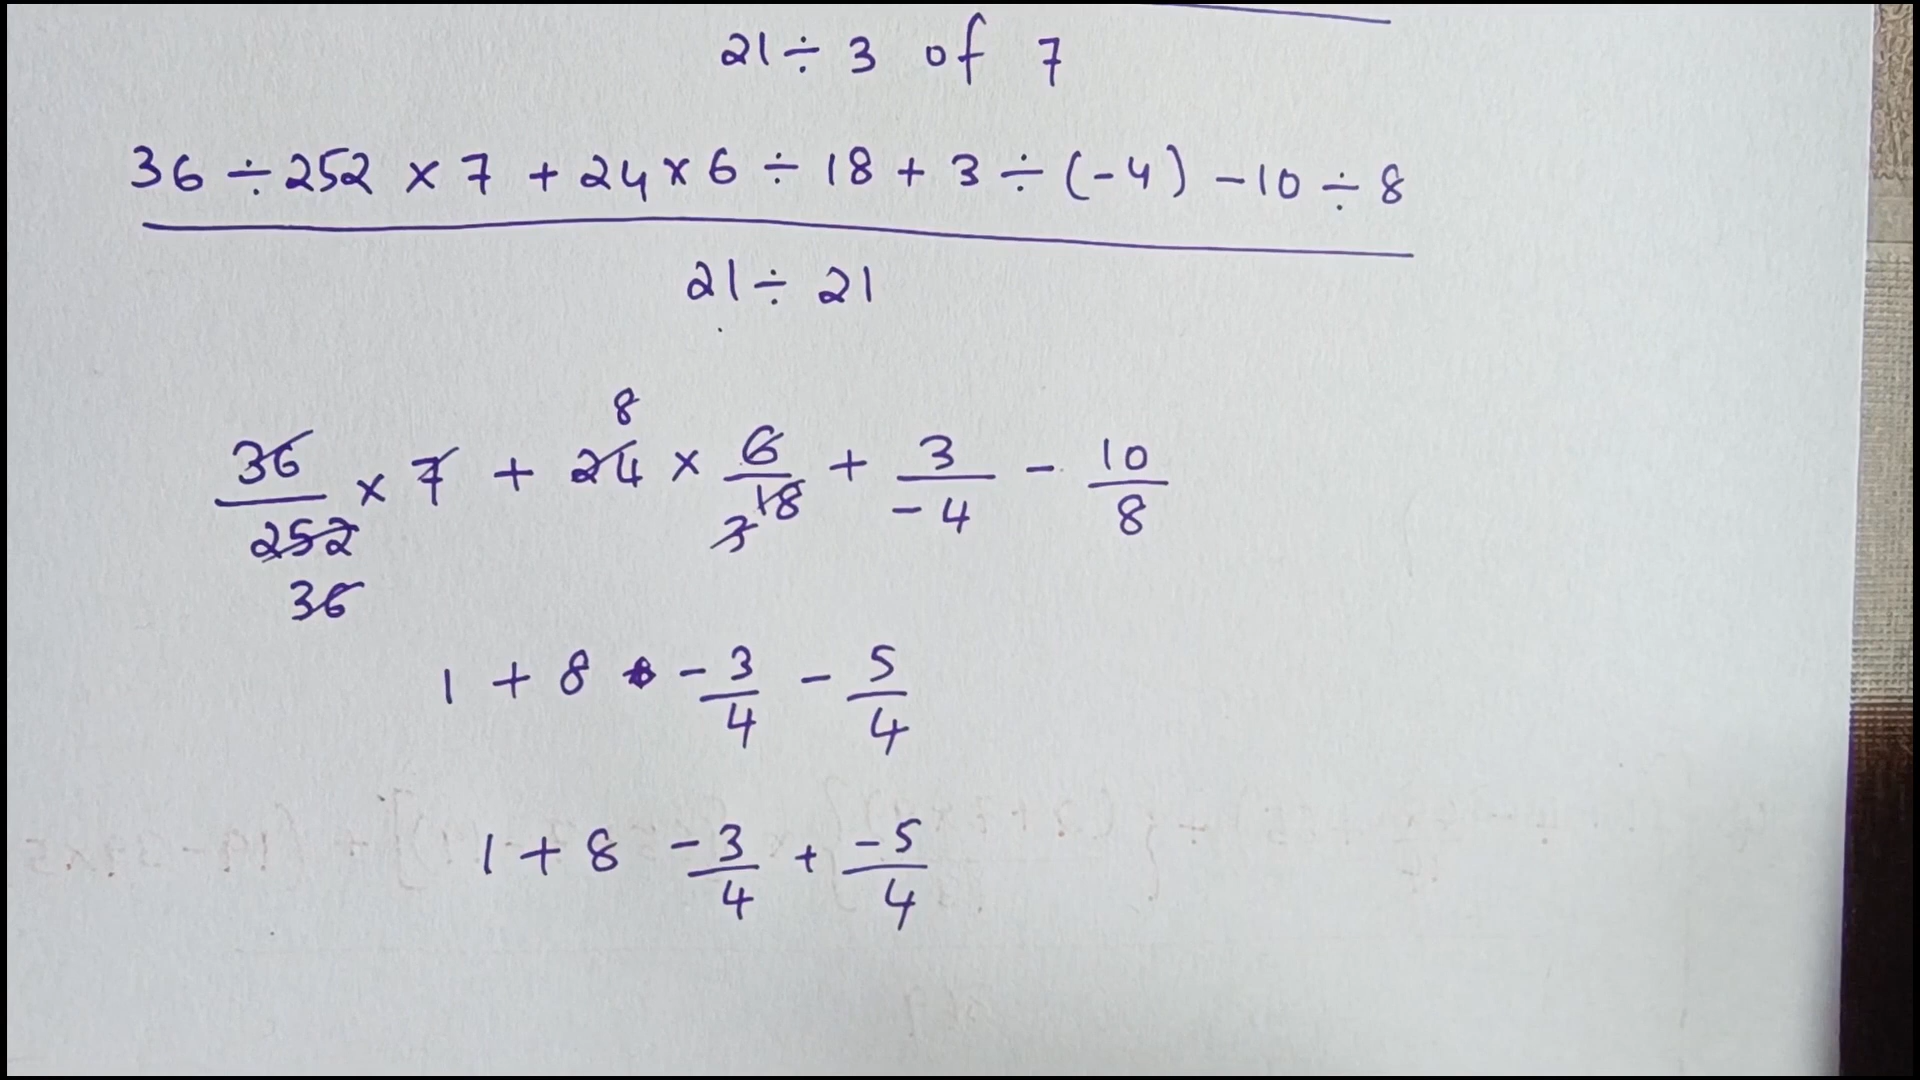 21 ÷ 3 of 7
36 ÷ 252 × 7 + 24 × 6 ÷ 18 + 3 ÷ (-4) - 10 ÷ 8
21 ÷ 21
8
36/252 × 7 + 24 × 6/18 + 3/-4 - 10/8
3
36
1 + 8 - 3/4 - 5/4
1 + 8 - 3/4 + -5/4